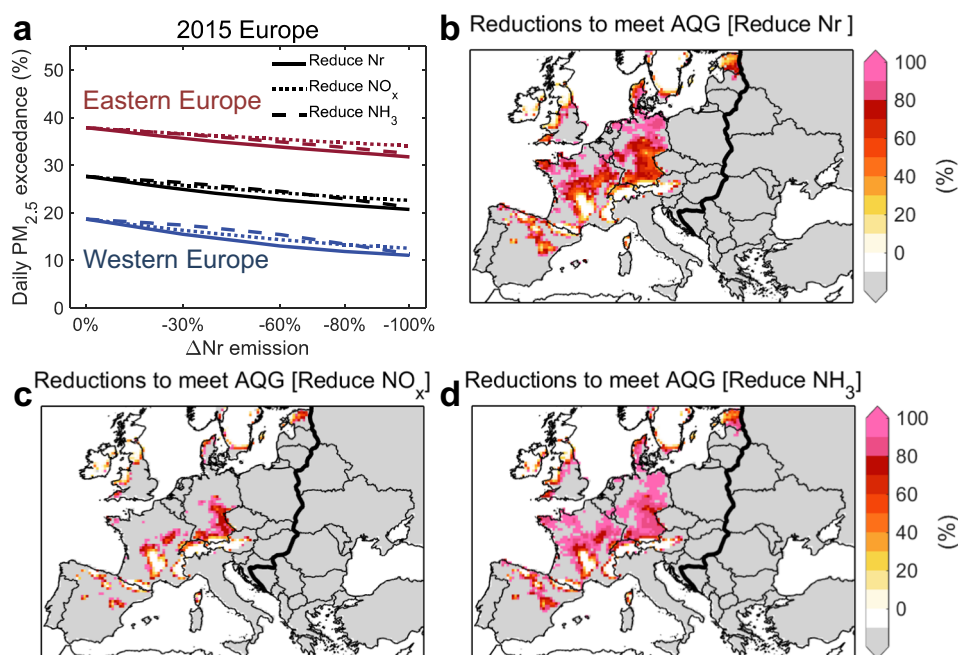 a
2015 Europe
Daily PM2.5 exceedance (%)
50
40
30
20
10
0
Reduce Nr
Reduce NOx
Reduce NH3
Eastern Europe
Western Europe
0%
-30%
-60%
-80%
-100%
ΔNr emission
b
Reductions to meet AQG [Reduce Nr ]
100
80
60
40
20
0
(%)
c
Reductions to meet AQG [Reduce NOx]
d
Reductions to meet AQG [Reduce NH3]
100
80
60
40
20
0
(%)